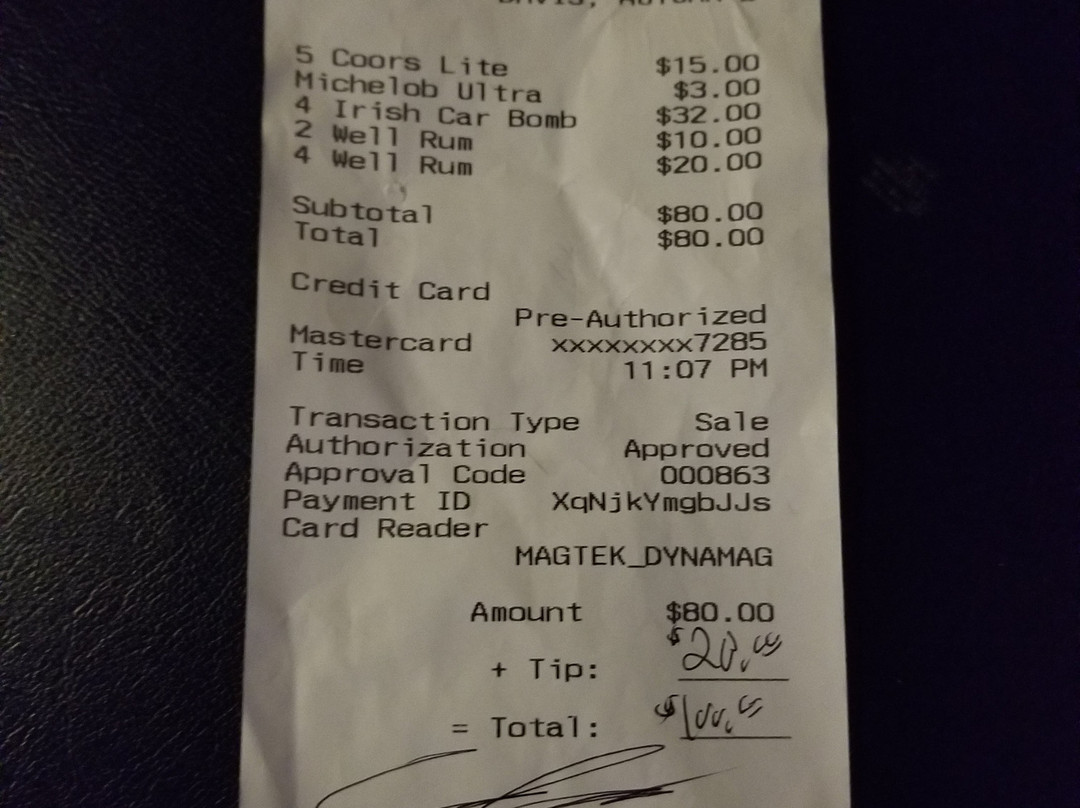 5 Coors Lite $15.00
Michelob Ultra $3.00
4 Irish Car Bomb $32.00
2 Well Rum $10.00
4 Well Rum $20.00
Subtotal $80.00
Total $80.00
Credit Card
Pre-Authorized
Mastercard xxxxxxxx7285
Time 11:07 PM
Transaction Type Sale
Authorization Approved
Approval Code 000863
Payment ID XqNjkYmgbJJs
Card Reader
MAGTEK_DYNAMAG
Amount $80.00
+ Tip: $20.00
= Total: $100.00